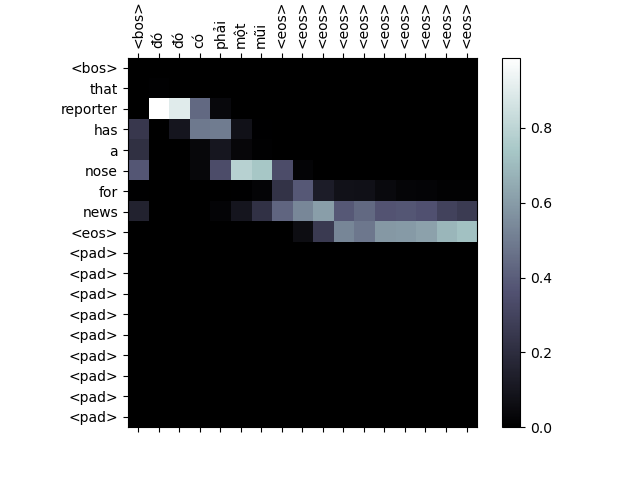 <bos> đó đó có phải một mũi <eos> <eos> <eos> <eos> <eos> <eos> <eos> <eos> <eos> <eos>
<bos>
that
reporter
has
a
nose
for
news
<eos>
<pad>
<pad>
<pad>
<pad>
<pad>
<pad>
<pad>
<pad>
<pad>
0.8
0.6
0.4
0.2
0.0